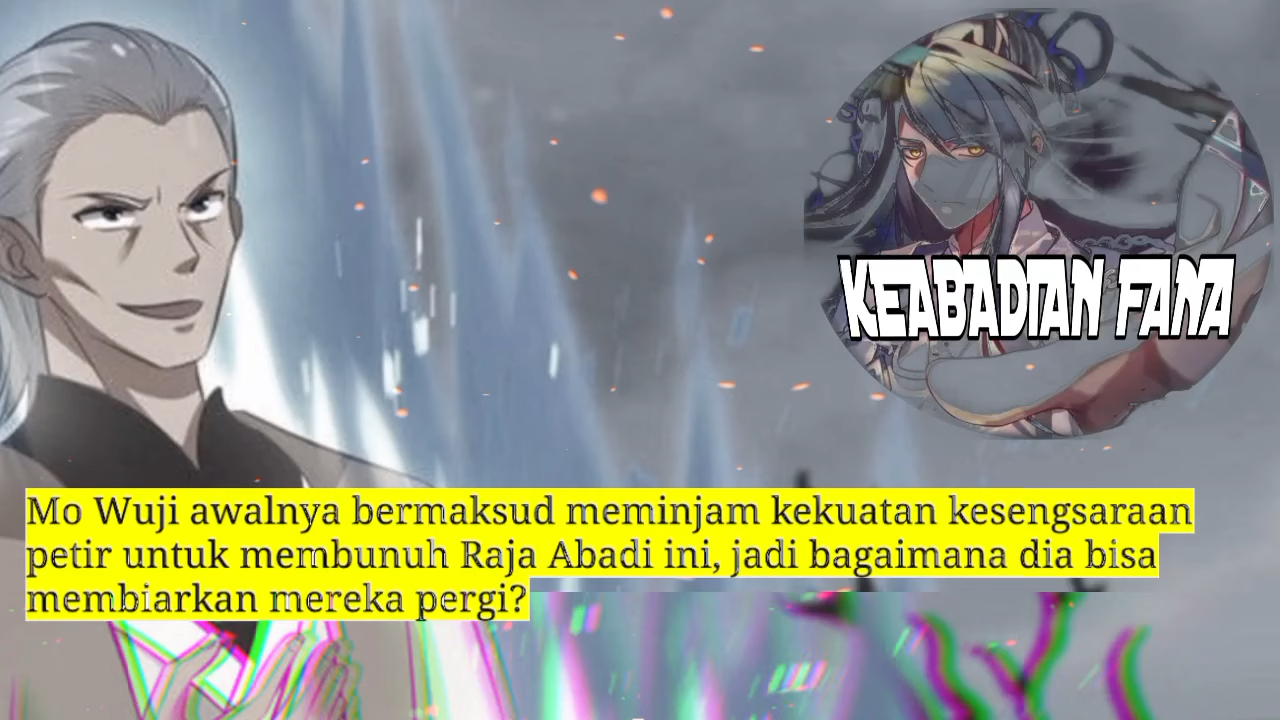 KEABADIAN FANA
Mo Wuji awalnya bermaksud meminjam kekuatan kesengsaraan
petir untuk membunuh Raja Abadi ini, jadi bagaimana dia bisa
membiarkan mereka pergi?